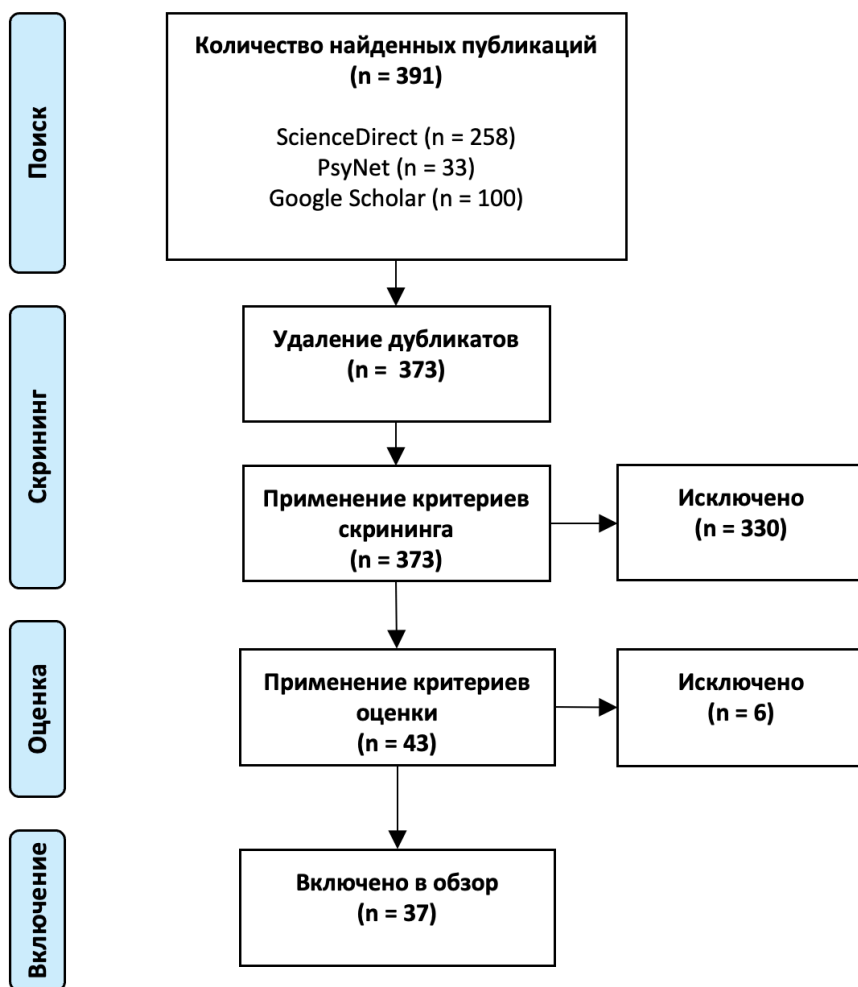 Поиск
Количество найденных публикаций
(n = 391)
ScienceDirect (n = 258)
PsyNet (n = 33)
Google Scholar (n = 100)
Скрининг
Удаление дубликатов
(n =  373)
Применение критериев
скрининга
(n = 373)
Исключено
(n = 330)
Оценка
Применение критериев
оценки
(n = 43)
Исключено
(n = 6)
Включение
Включено в обзор
(n = 37)